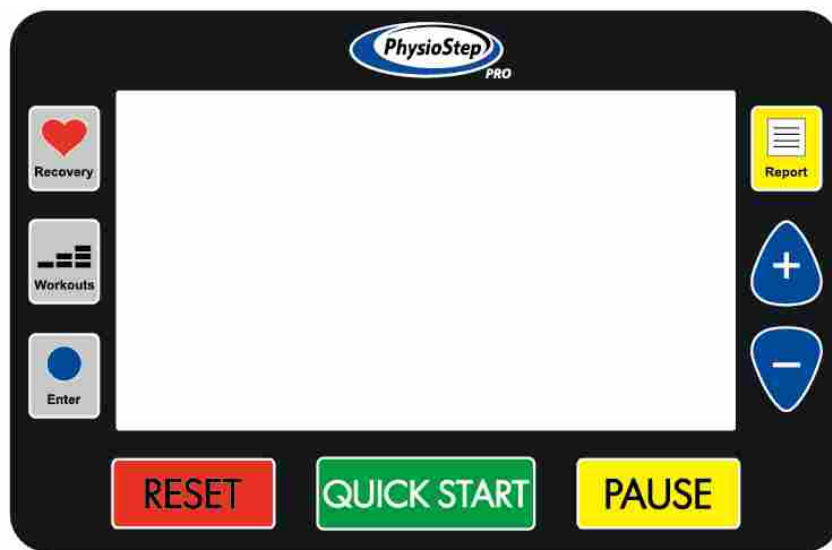 PhysioStep
PRO
Recovery
Report
Workouts
+
Enter
−
RESET
QUICK START
PAUSE